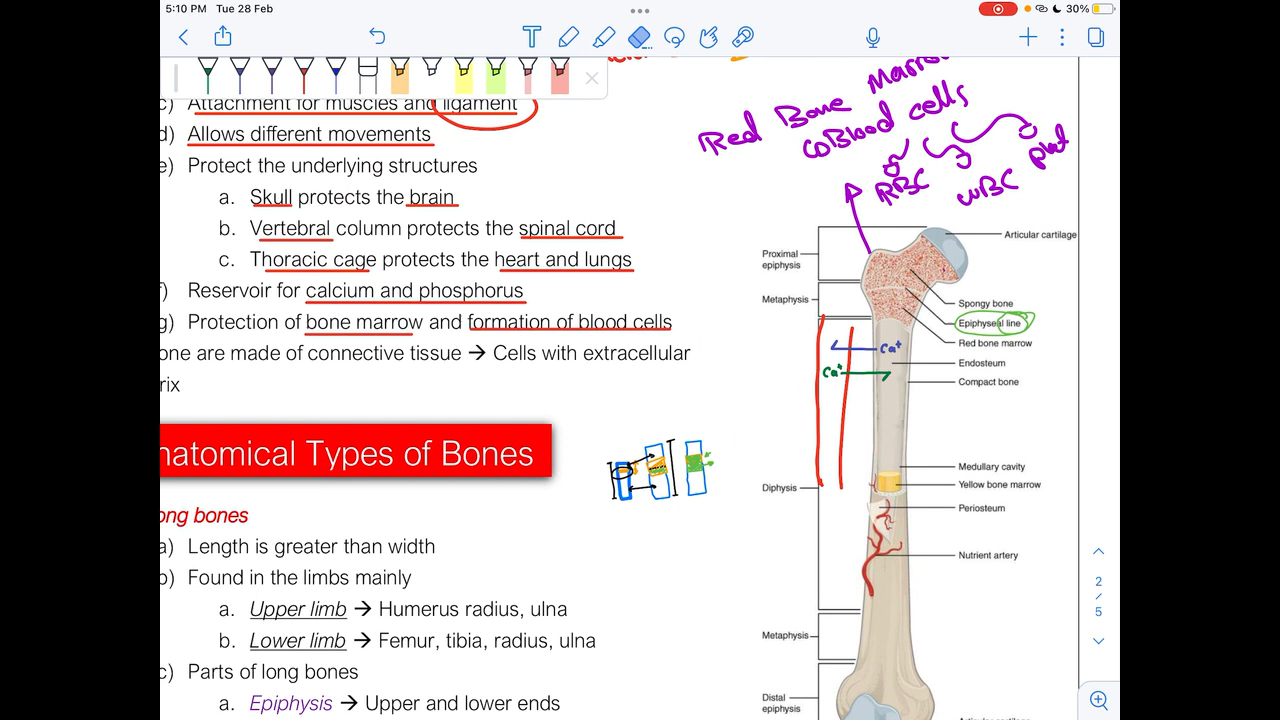 5:10 PM Tue 28 Feb
30%
c) Attachment for muscles and ligament
d) Allows different movements
e) Protect the underlying structures
a. Skull protects the brain
b. Vertebral column protects the spinal cord
c. Thoracic cage protects the heart and lungs
f) Reservoir for calcium and phosphorus
g) Protection of bone marrow and formation of blood cells
one are made of connective tissue → Cells with extracellular
rix
natomical Types of Bones
ong bones
a) Length is greater than width
b) Found in the limbs mainly
a. Upper limb → Humerus radius, ulna
b. Lower limb → Femur, tibia, radius, ulna
c) Parts of long bones
a. Epiphysis → Upper and lower ends
Red Bone Marrow
Blood cells
RBC WBC plat
Proximal
epiphysis
Metaphysis
Diphysis
Metaphysis
Distal
epiphysis
Articular cartilage
Spongy bone
Epiphyseal line
Red bone marrow
Endosteum
Compact bone
Medullary cavity
Yellow bone marrow
Periosteum
Nutrient artery
Ca+
Ca+
2
/
5